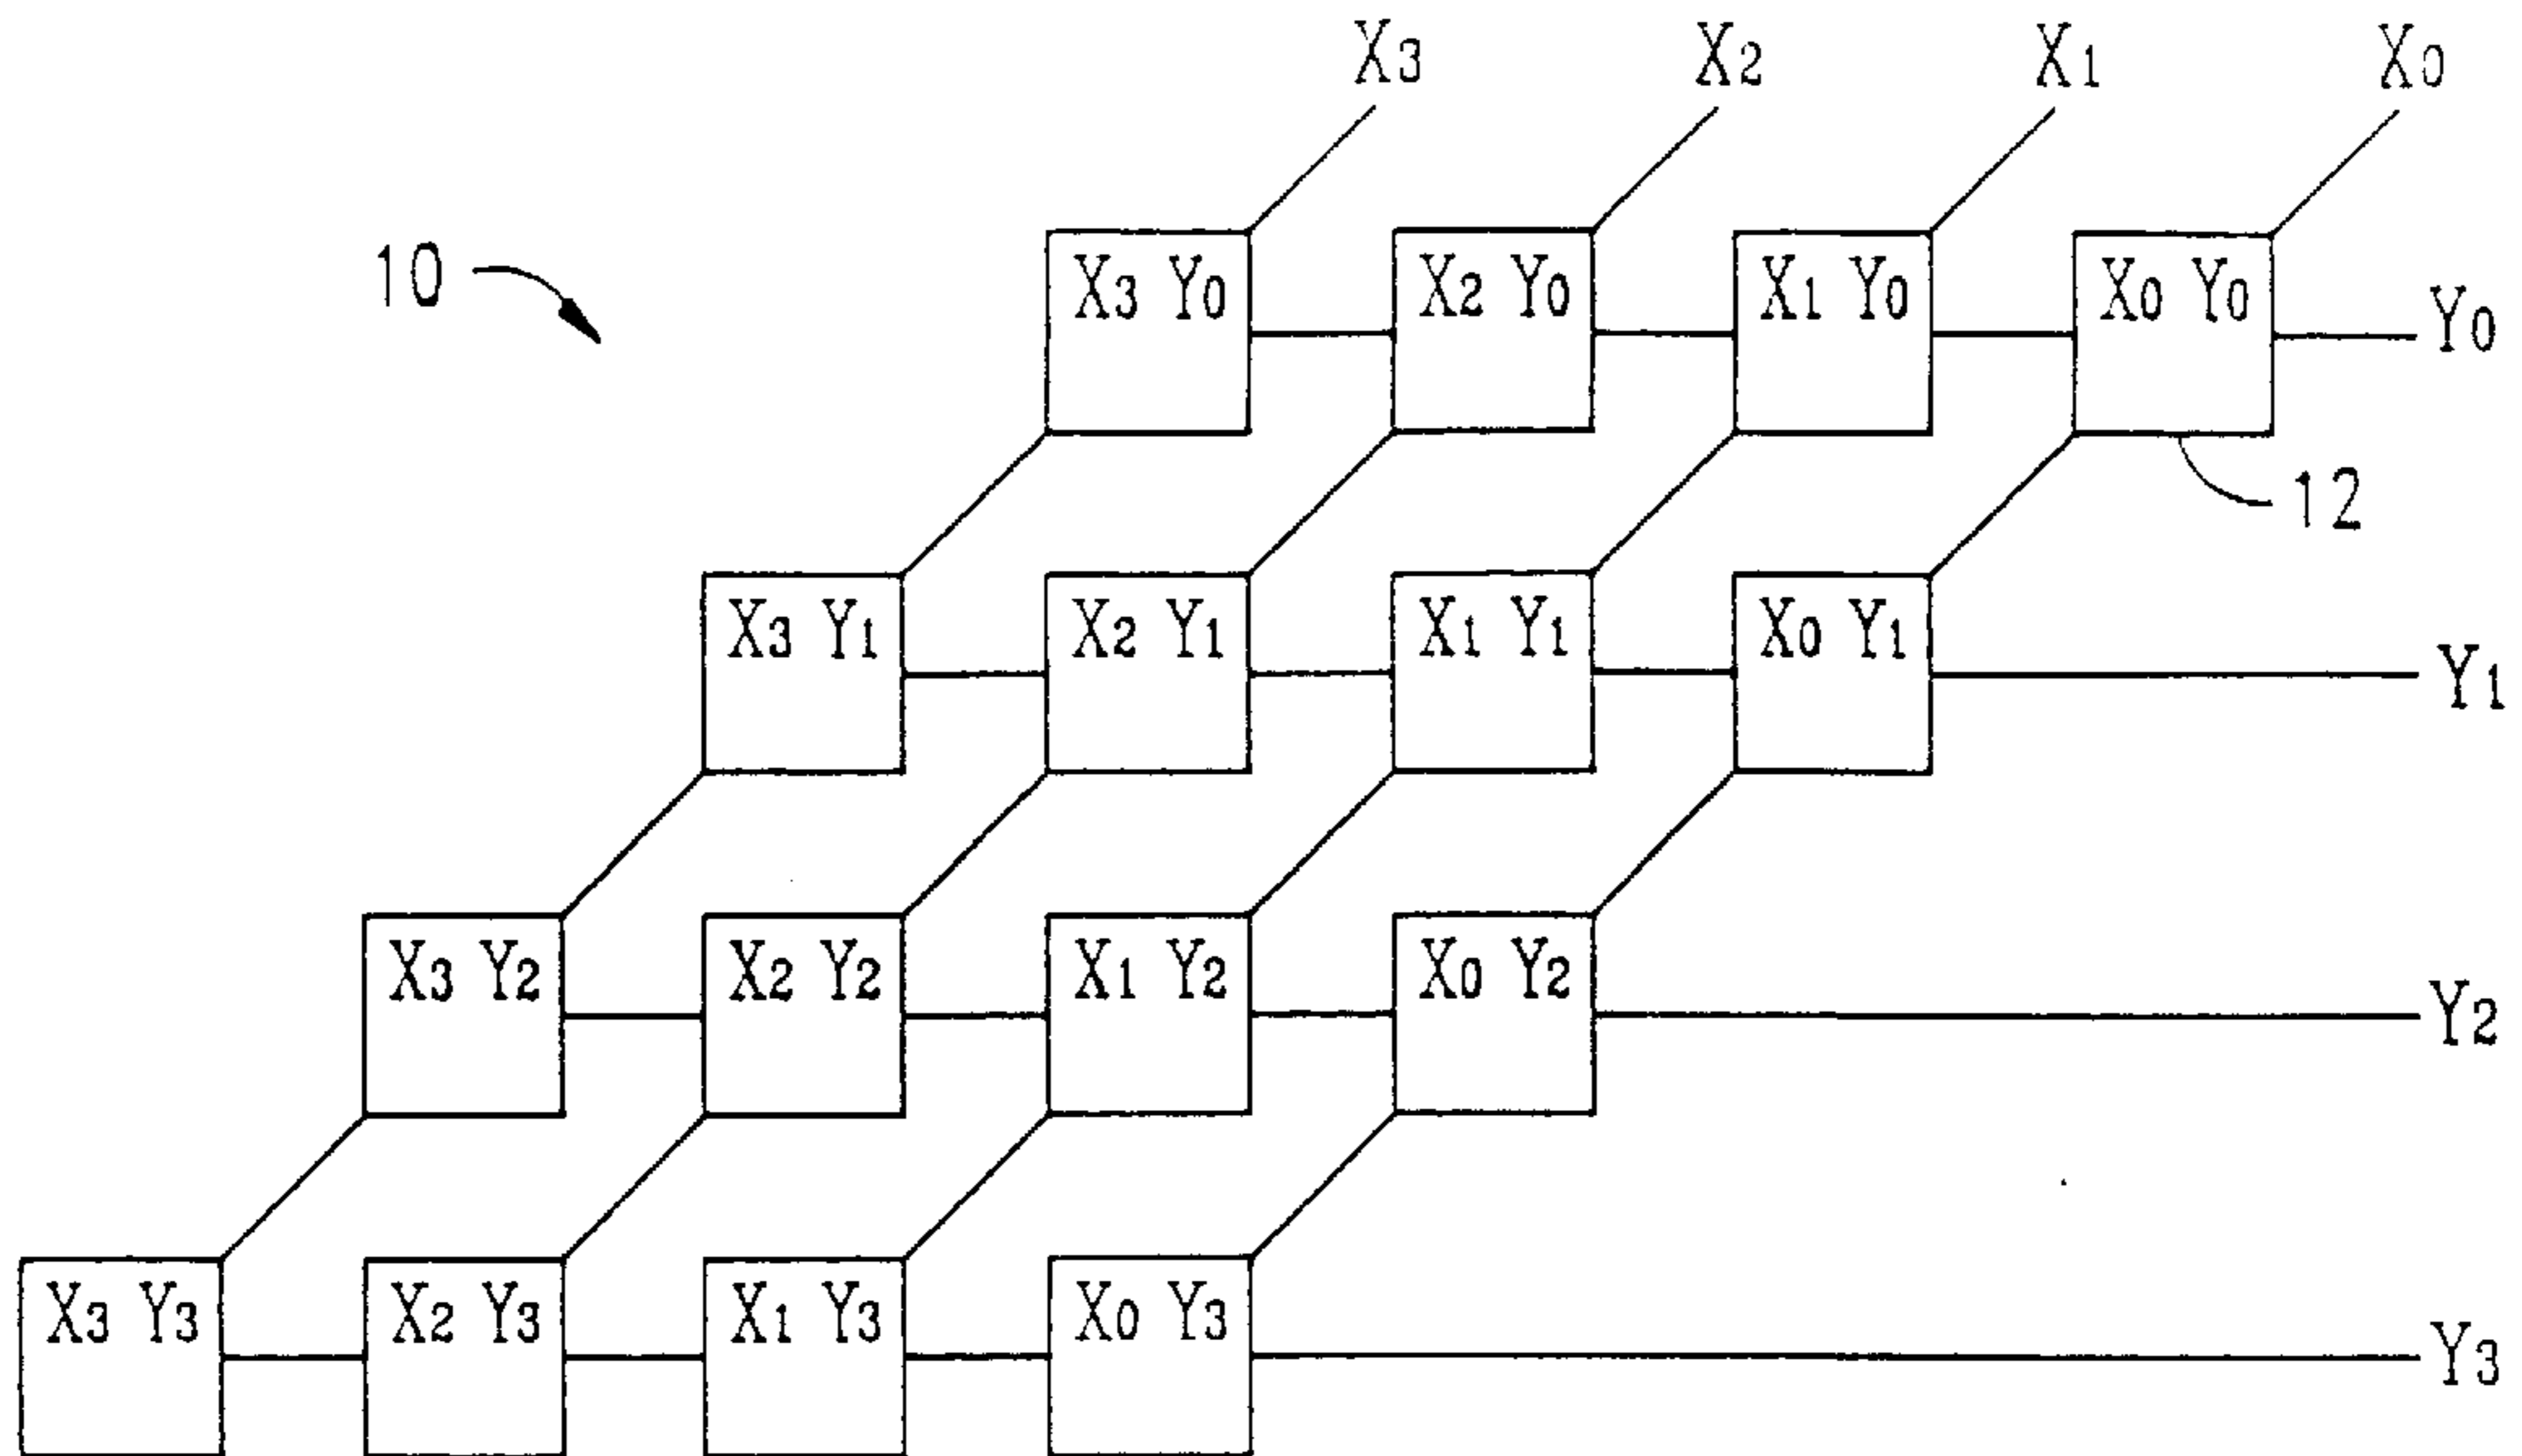 X3 X2 X1 X0
10
X3 Y0 X2 Y0 X1 Y0 X0 Y0 Y0
12
X3 Y1 X2 Y1 X1 Y1 X0 Y1 Y1
X3 Y2 X2 Y2 X1 Y2 X0 Y2 Y2
X3 Y3 X2 Y3 X1 Y3 X0 Y3 Y3